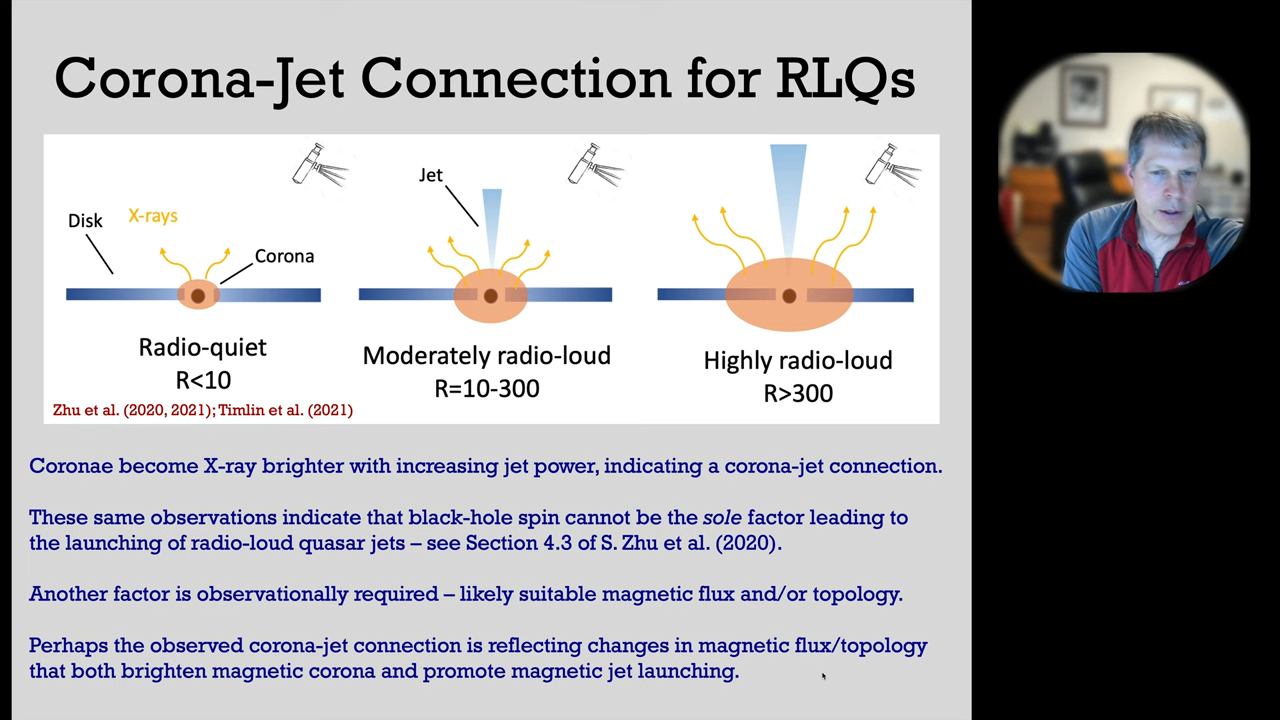 Corona-Jet Connection for RLQs
Jet
Disk
X-rays
Corona
Radio-quiet
R<10
Moderately radio-loud
R=10-300
Highly radio-loud
R>300
Zhu et al. (2020, 2021); Timlin et al. (2021)
Coronae become X-ray brighter with increasing jet power, indicating a corona-jet connection.
These same observations indicate that black-hole spin cannot be the sole factor leading to
the launching of radio-loud quasar jets – see Section 4.3 of S. Zhu et al. (2020).
Another factor is observationally required – likely suitable magnetic flux and/or topology.
Perhaps the observed corona-jet connection is reflecting changes in magnetic flux/topology
that both brighten magnetic corona and promote magnetic jet launching.